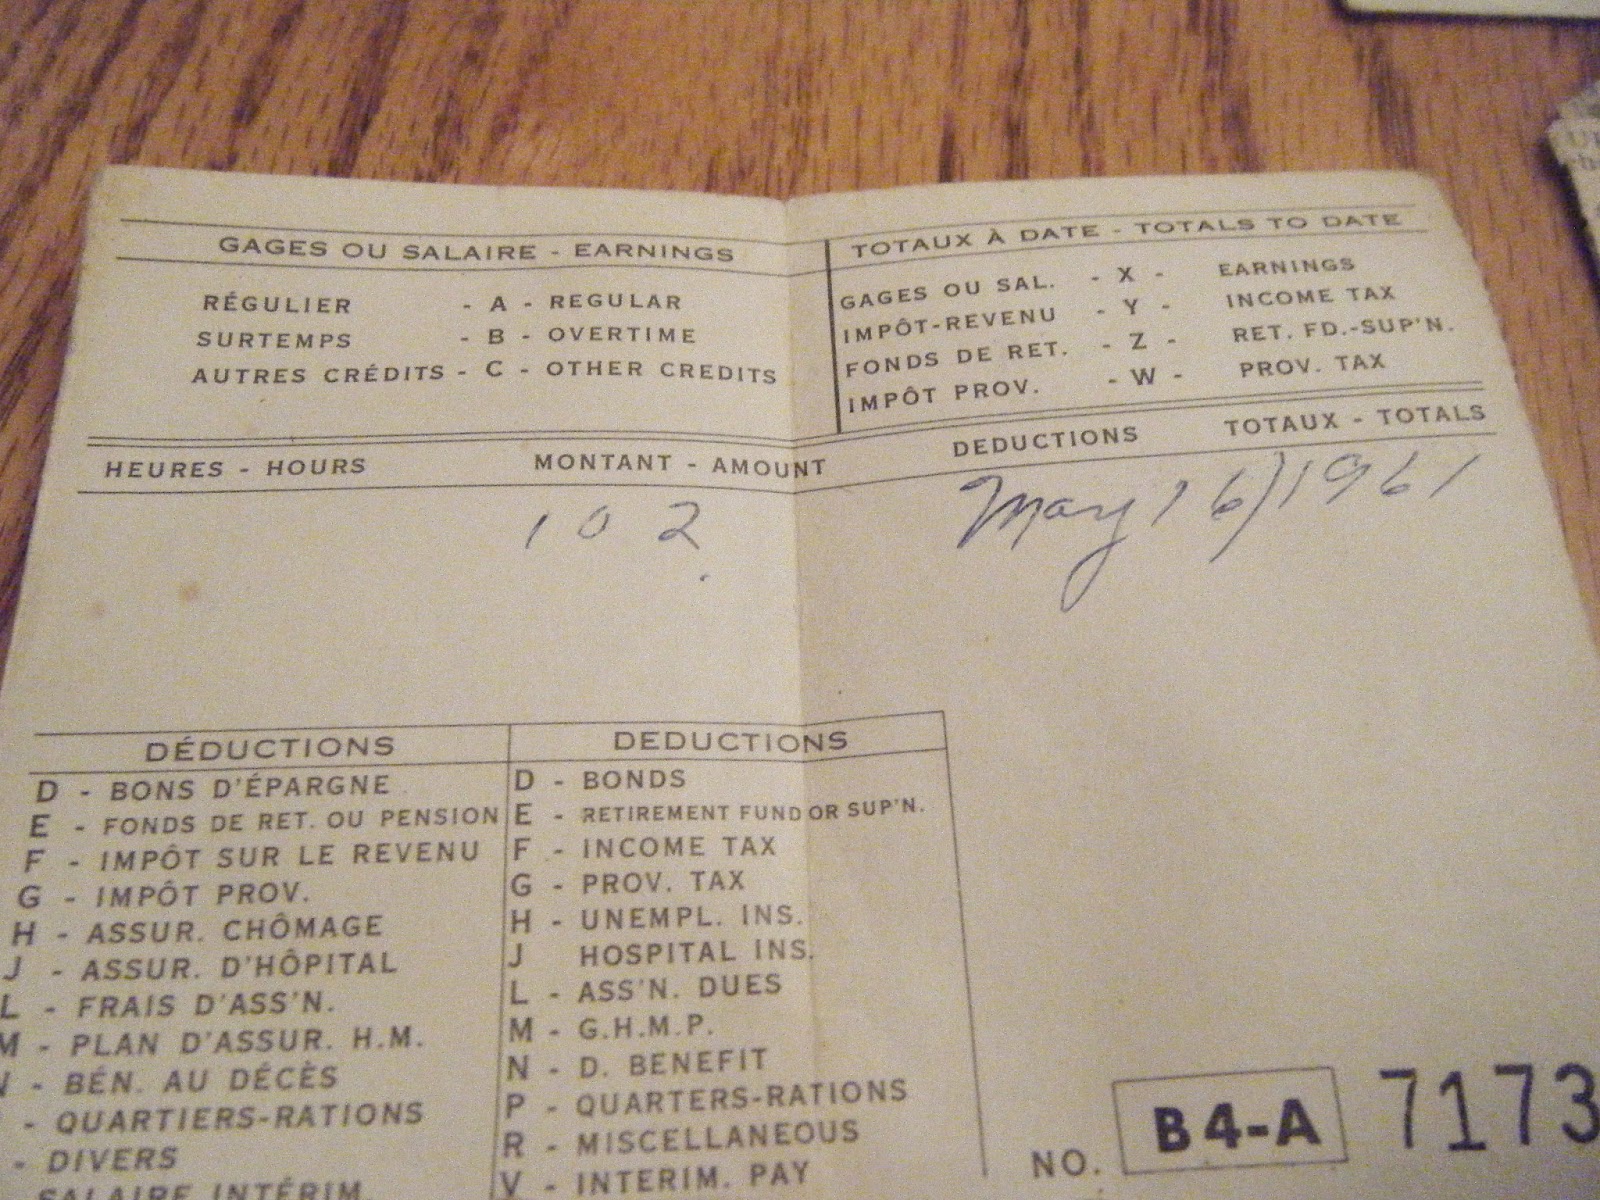 GAGES OU SALAIRE - EARNINGS
RÉGULIER - A - REGULAR
SURTEMPS - B - OVERTIME
AUTRES CRÉDITS - C - OTHER CREDITS
TOTAUX À DATE - TOTALS TO DATE
GAGES OU SAL. - X - EARNINGS
IMPÔT-REVENU - Y - INCOME TAX
FONDS DE RET. - Z - RET. FD.-SUP'N.
IMPÔT PROV. - W - PROV. TAX
HEURES - HOURS MONTANT - AMOUNT DEDUCTIONS TOTAUX - TOTALS
102 May 16/1961
DÉDUCTIONS
D - BONS D'ÉPARGNE
E - FONDS DE RET. OU PENSION
F - IMPÔT SUR LE REVENU
G - IMPÔT PROV.
H - ASSUR. CHÔMAGE
J - ASSUR. D'HÔPITAL
L - FRAIS D'ASS'N.
M - PLAN D'ASSUR. H.M.
- BÉN. AU DÉCÈS
- QUARTIERS-RATIONS
- DIVERS
SALAIRE INTÉRIM.
DEDUCTIONS
D - BONDS
E - RETIREMENT FUND OR SUP'N.
F - INCOME TAX
G - PROV. TAX
H - UNEMPL. INS.
J HOSPITAL INS.
L - ASS'N. DUES
M - G.H.M.P.
N - D. BENEFIT
P - QUARTERS-RATIONS
R - MISCELLANEOUS
V - INTERIM. PAY
NO. B4-A 7173